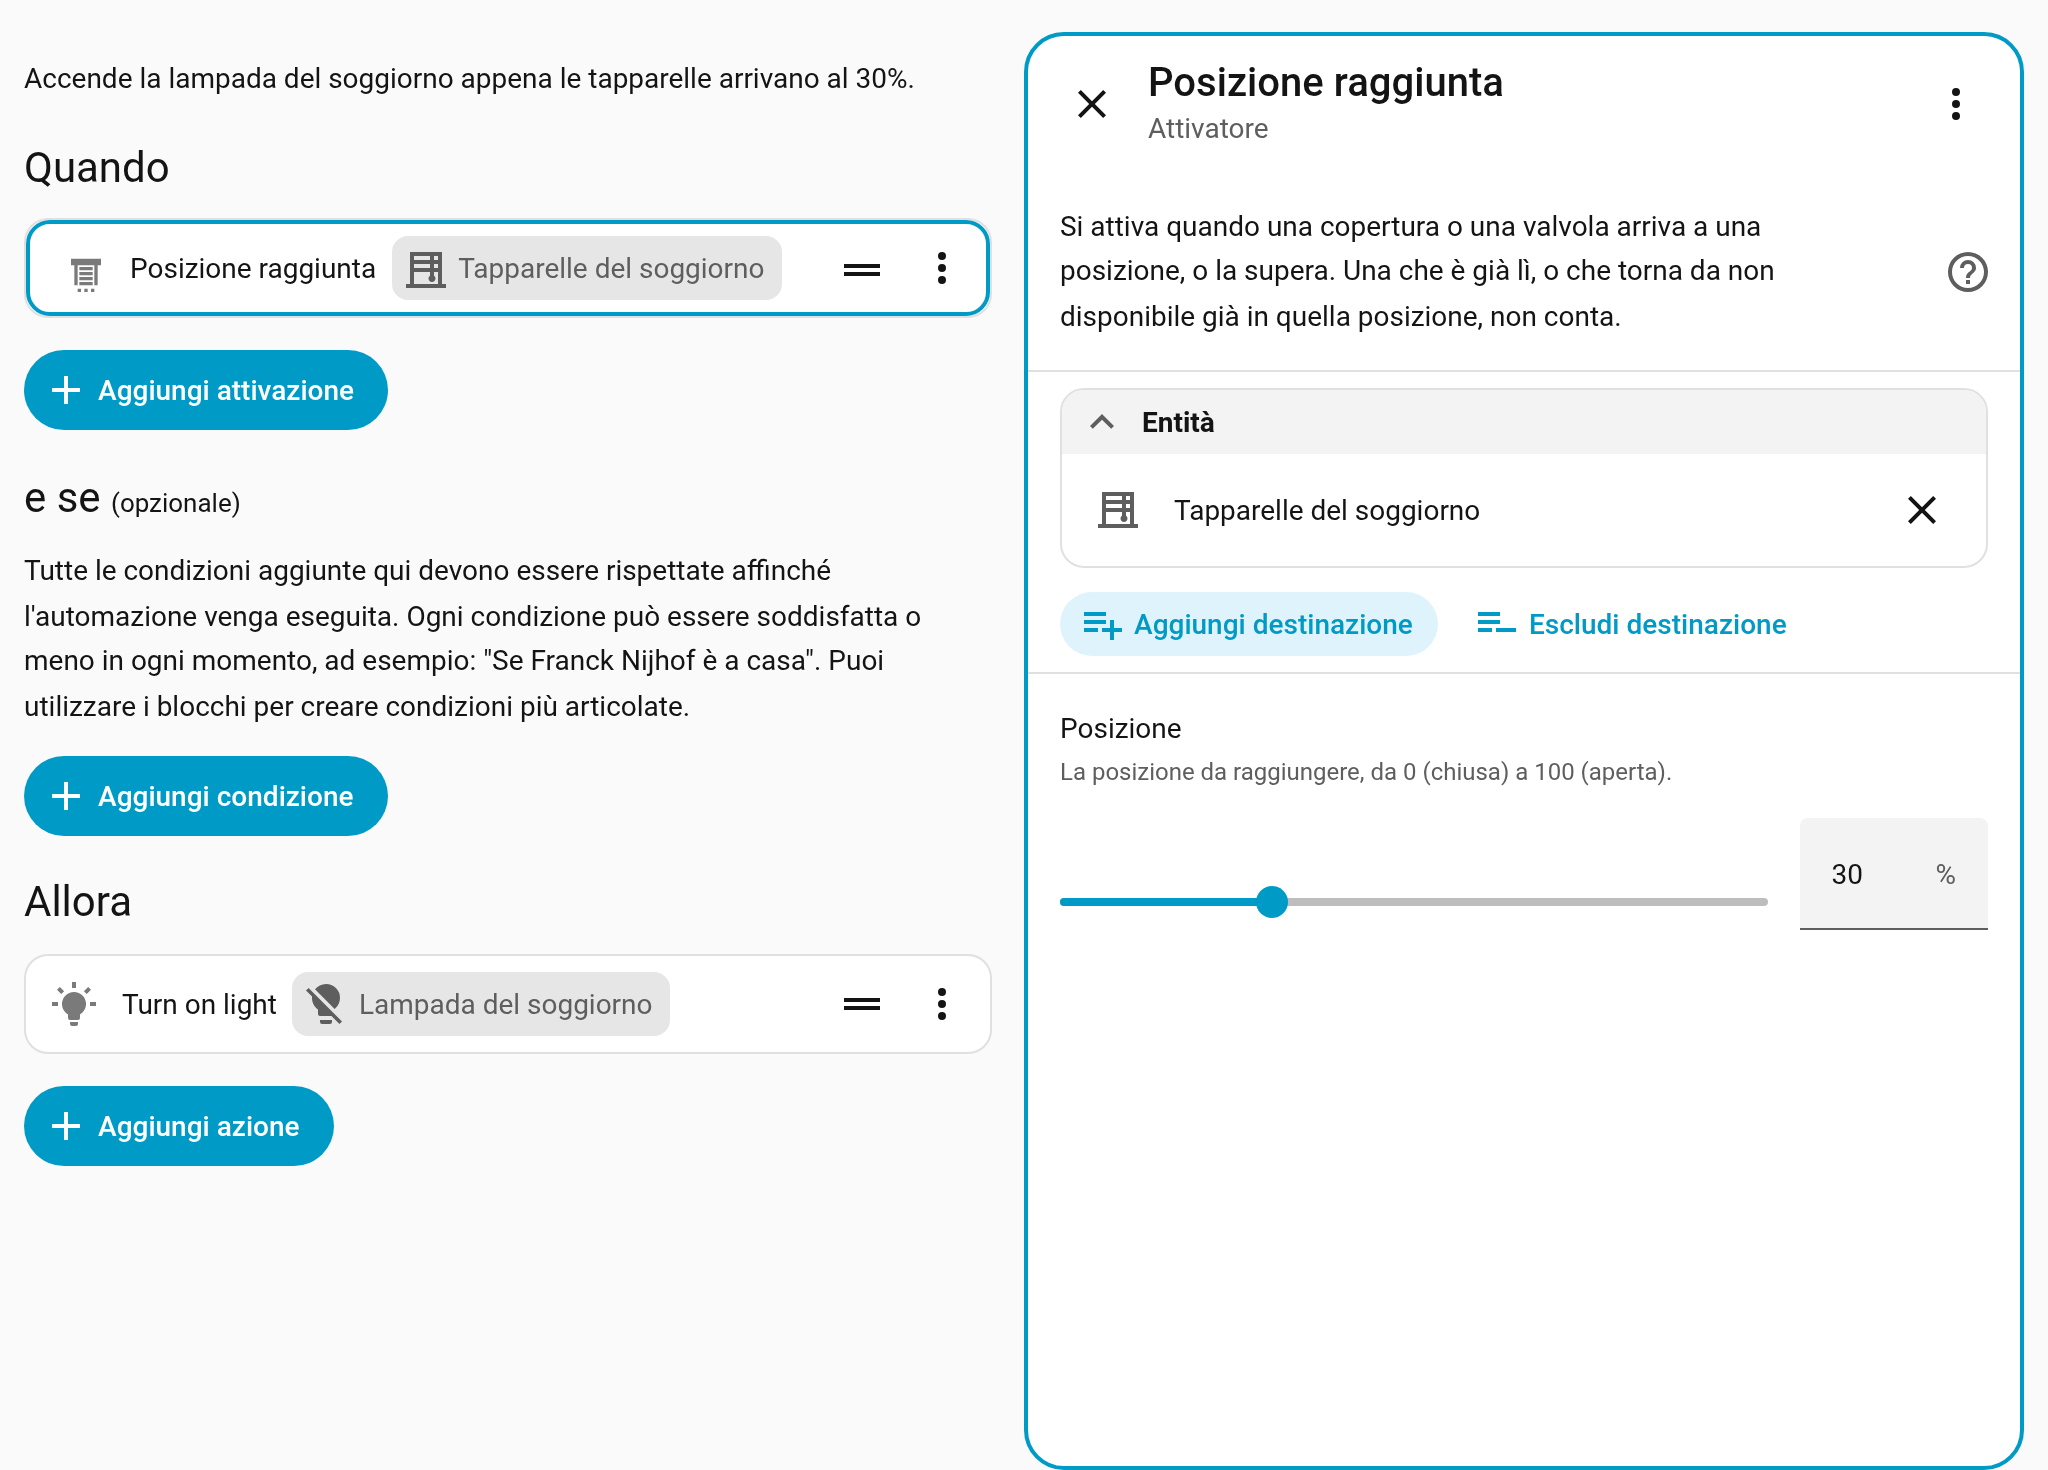 Accende la lampada del soggiorno appena le tapparelle arrivano al 30%.
Quando
Posizione raggiunta Tapparelle del soggiorno
Aggiungi attivazione
e se (opzionale)
Tutte le condizioni aggiunte qui devono essere rispettate affinché
l'automazione venga eseguita. Ogni condizione può essere soddisfatta o
meno in ogni momento, ad esempio: "Se Franck Nijhof è a casa". Puoi
utilizzare i blocchi per creare condizioni più articolate.
Aggiungi condizione
Allora
Turn on light Lampada del soggiorno
Aggiungi azione
Posizione raggiunta
Attivatore
Si attiva quando una copertura o una valvola arriva a una
posizione, o la supera. Una che è già lì, o che torna da non
disponibile già in quella posizione, non conta.
Entità
Tapparelle del soggiorno
Aggiungi destinazione Escludi destinazione
Posizione
La posizione da raggiungere, da 0 (chiusa) a 100 (aperta).
30 %